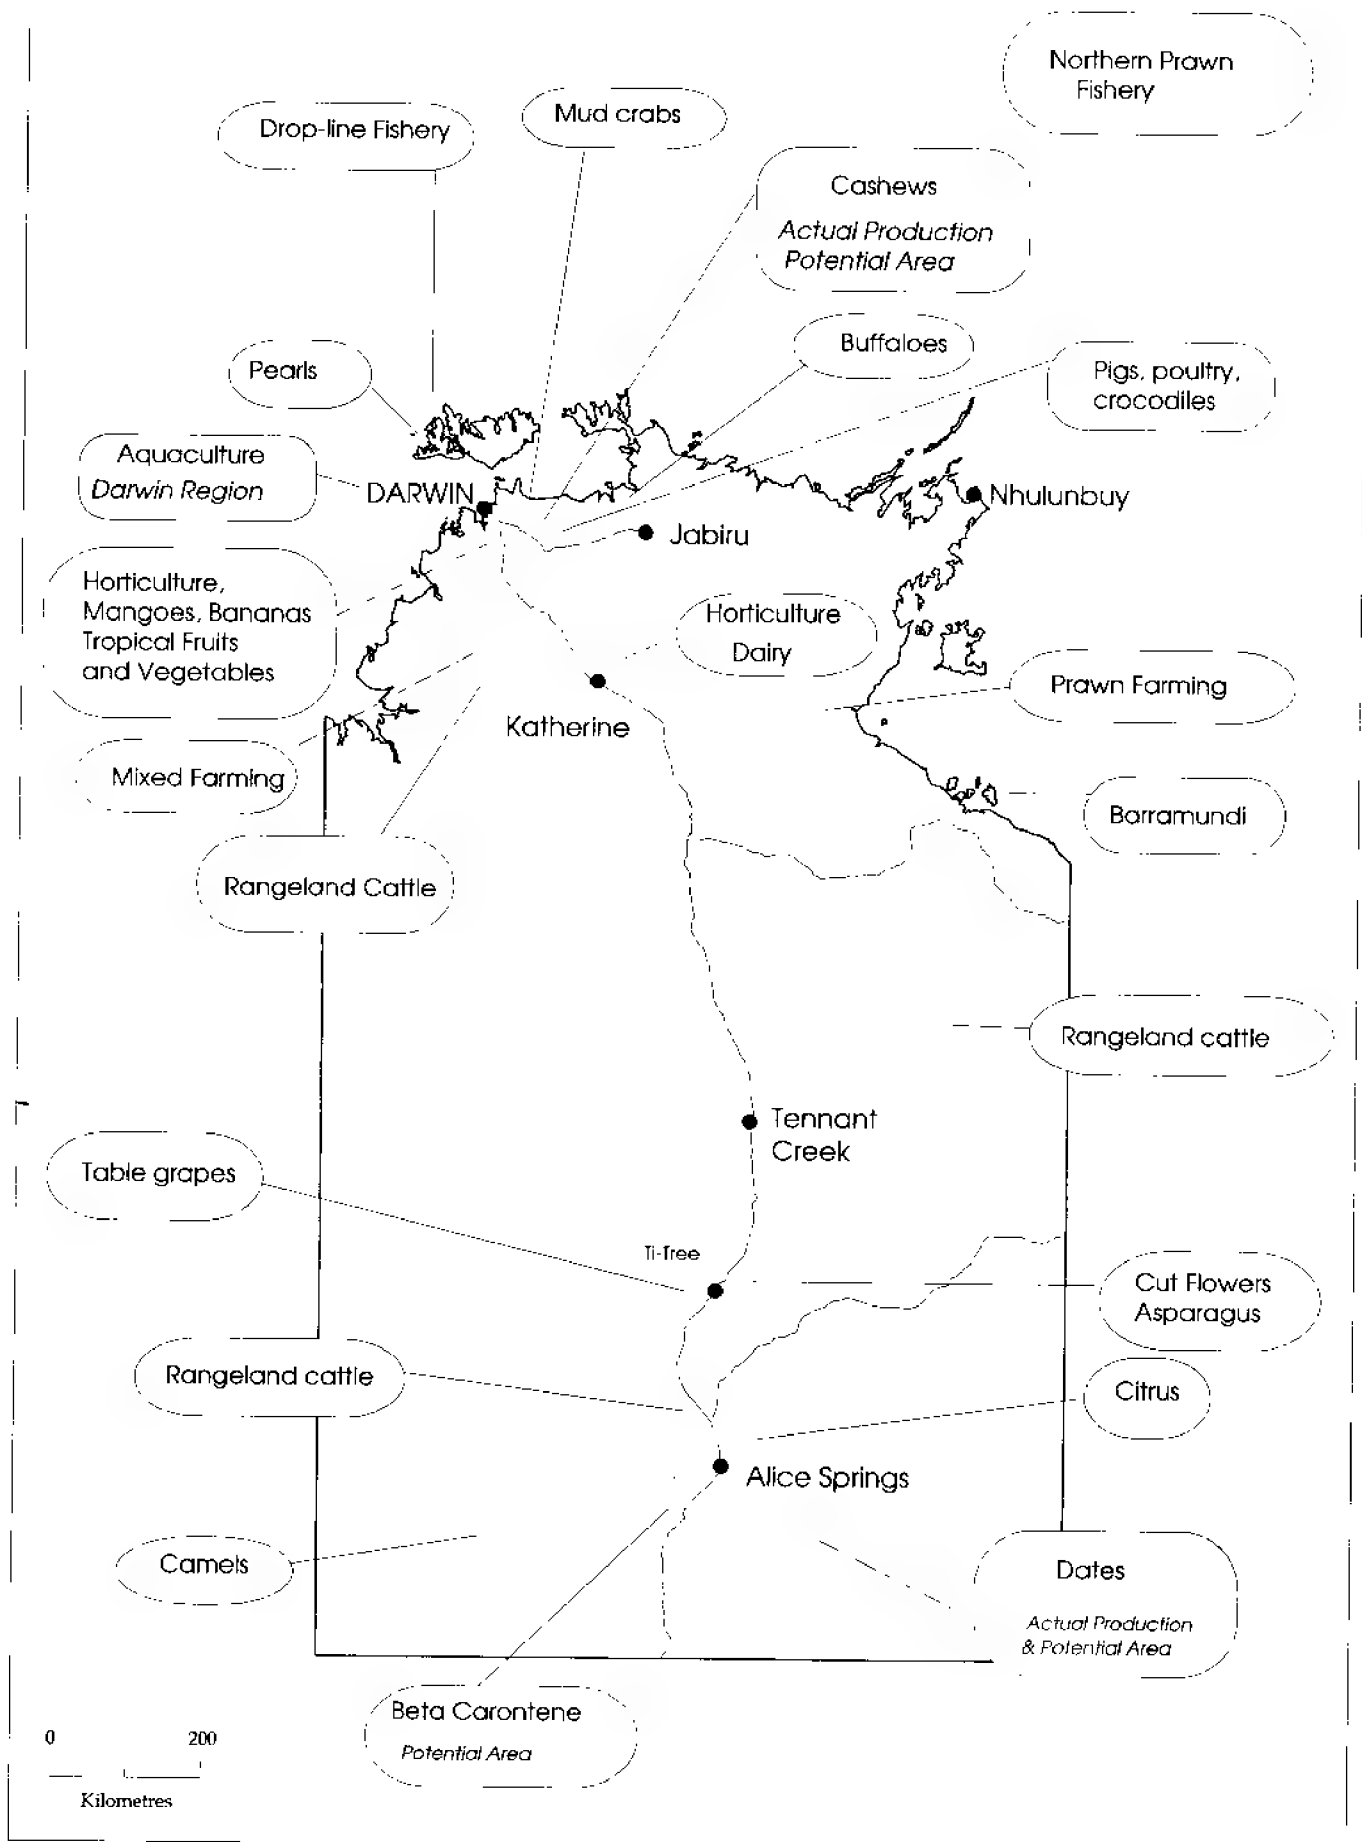 Northern Prawn
Fishery
Drop-line Fishery
Mud crabs
Cashews
Actual Production
Potential Area
Buffaloes
Pearls
Pigs, poultry,
crocodiles
Aquaculture
Darwin Region
DARWIN
Nhulunbuy
Jabiru
Horticulture,
Mangoes, Bananas
Tropical Fruits
and Vegetables
Horticulture
Dairy
Prawn Farming
Katherine
Mixed Farming
Barramundi
Rangeland Cattle
Rangeland cattle
Tennant
Creek
Table grapes
Ti-Tree
Cut Flowers
Asparagus
Rangeland cattle
Citrus
Alice Springs
Camels
Dates
Actual Production
& Potential Area
Beta Carontene
Potential Area
0 200
Kilometres